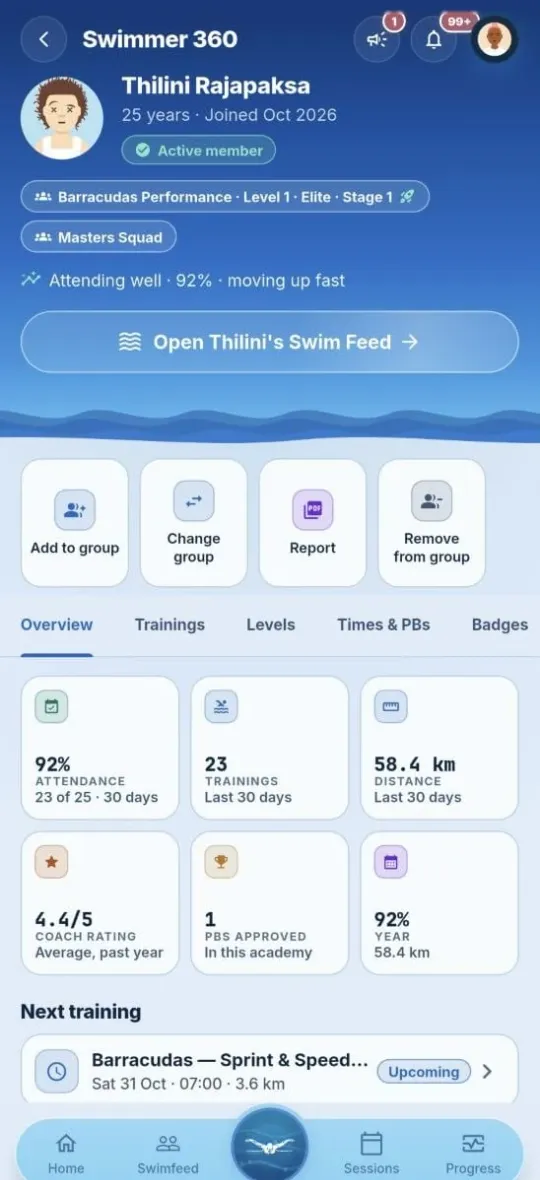 Swimmer 360
1
99+
Thilini Rajapaksa
25 years · Joined Oct 2026
Active member
Barracudas Performance · Level 1 · Elite · Stage 1
Masters Squad
Attending well · 92% · moving up fast
Open Thilini's Swim Feed →
Add to group
Change
group
PDF
Report
Remove
from group
Overview Trainings Levels Times & PBs Badges
92%
ATTENDANCE
23 of 25 · 30 days
23
TRAININGS
Last 30 days
58.4 km
DISTANCE
Last 30 days
4.4/5
COACH RATING
Average, past year
1
PBS APPROVED
In this academy
92%
YEAR
58.4 km
Next training
Barracudas — Sprint & Speed...
Sat 31 Oct · 07:00 · 3.6 km
Upcoming
Home Swimfeed Sessions Progress